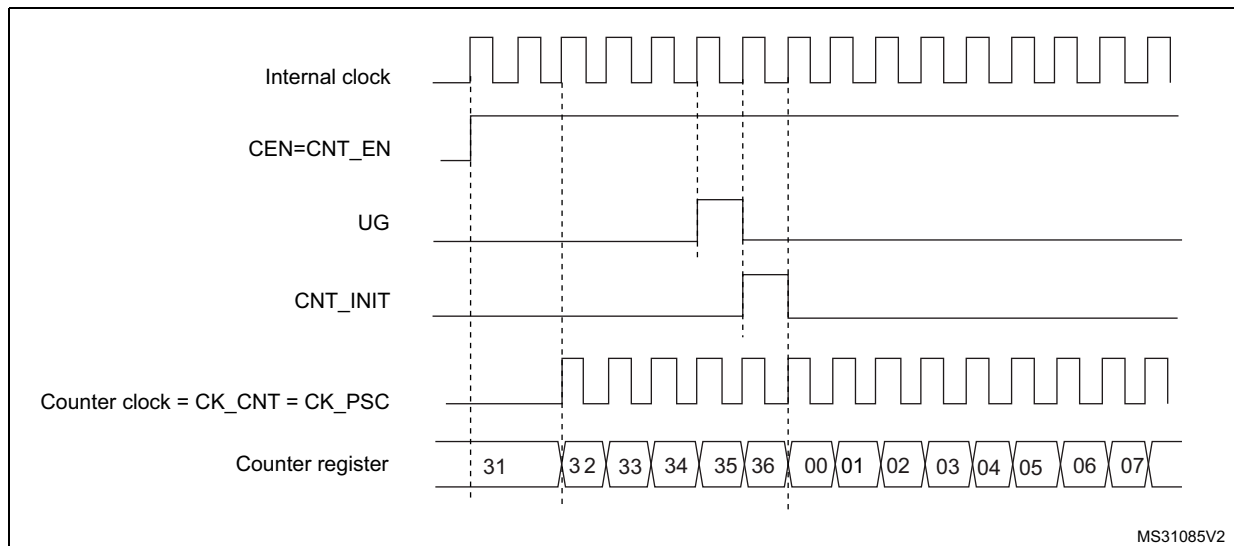 Internal clock
CEN=CNT_EN
UG
CNT_INIT
Counter clock = CK_CNT = CK_PSC
Counter register 31 32 33 34 35 36 00 01 02 03 04 05 06 07
MS31085V2